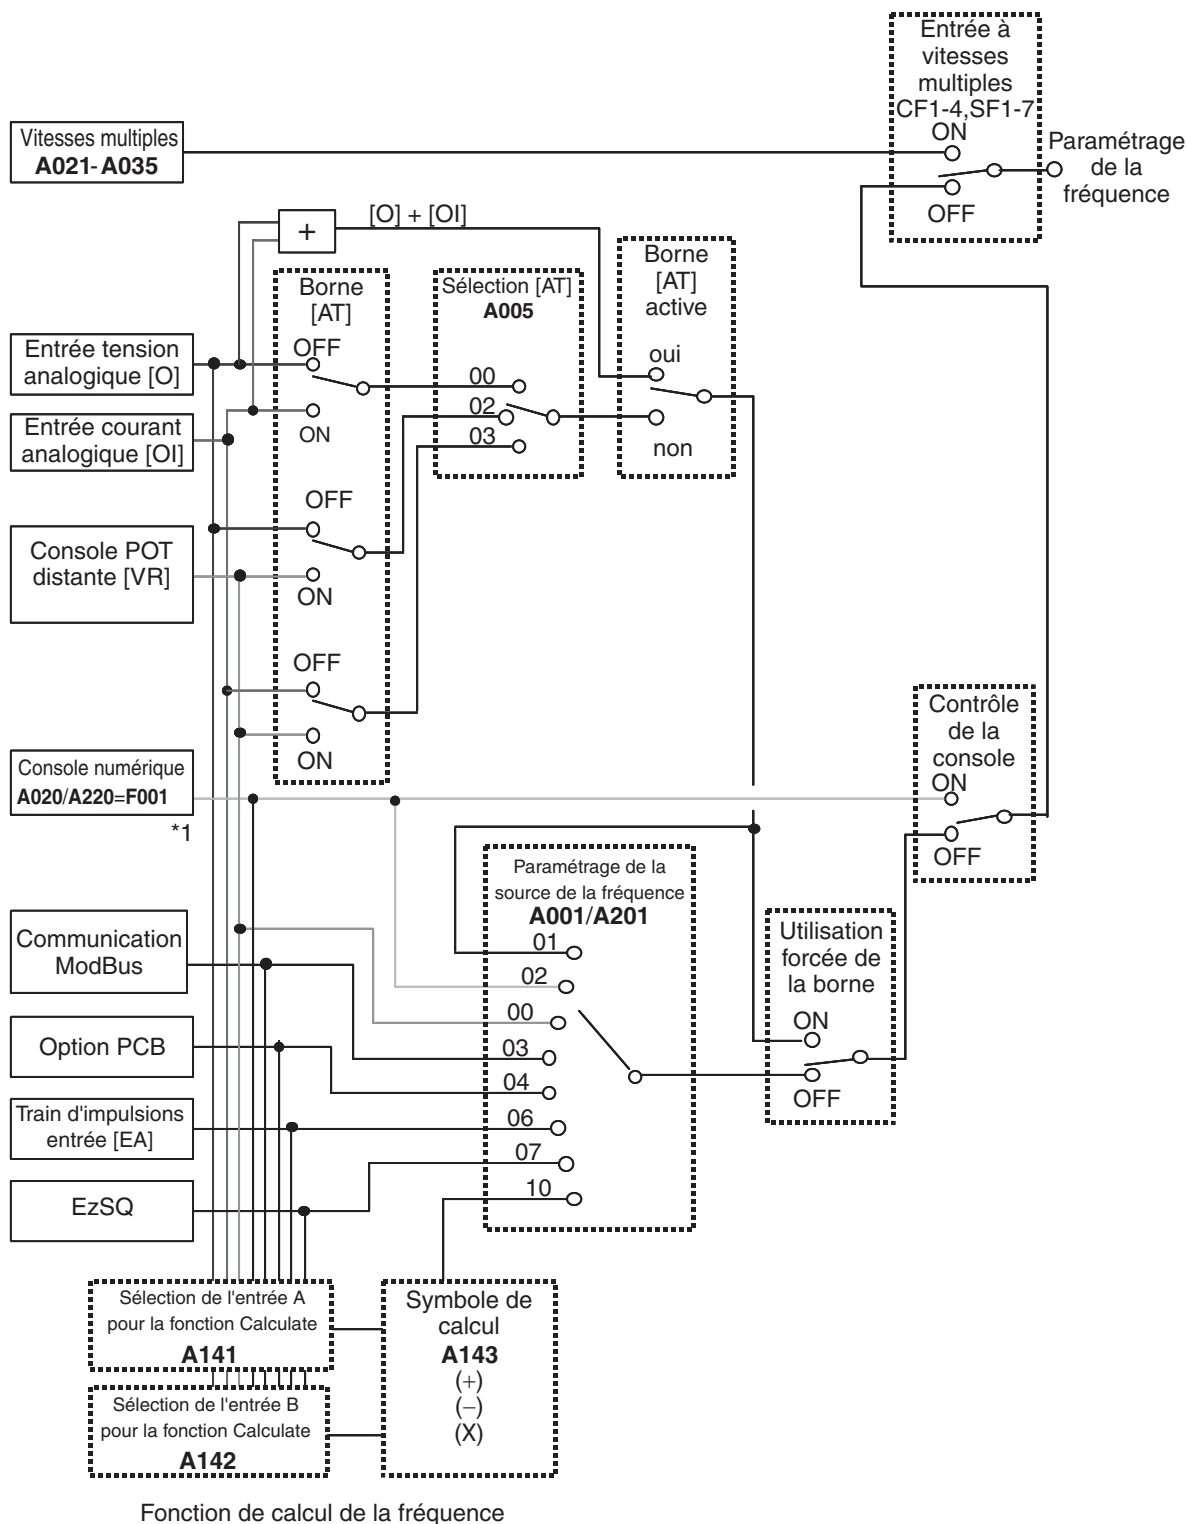 Entrée à
vitesses
multiples
CF1-4,SF1-7
ON
OFF
Paramétrage
de la
fréquence
Vitesses multiples
A021-A035
+
[O] + [OI]
Borne
[AT]
OFF
ON
OFF
ON
OFF
ON
Sélection [AT]
A005
00
02
03
Borne
[AT]
active
oui
non
Entrée tension
analogique [O]
Entrée courant
analogique [OI]
Console POT
distante [VR]
Console numérique
A020/A220=F001
*1
Contrôle
de la
console
ON
OFF
Paramétrage de la
source de la fréquence
A001/A201
01
02
00
03
04
06
07
10
Utilisation
forcée de
la borne
ON
OFF
Communication
ModBus
Option PCB
Train d'impulsions
entrée [EA]
EzSQ
Sélection de l'entrée A
pour la fonction Calculate
A141
Sélection de l'entrée B
pour la fonction Calculate
A142
Symbole de
calcul
A143
(+)
(−)
(X)
Fonction de calcul de la fréquence